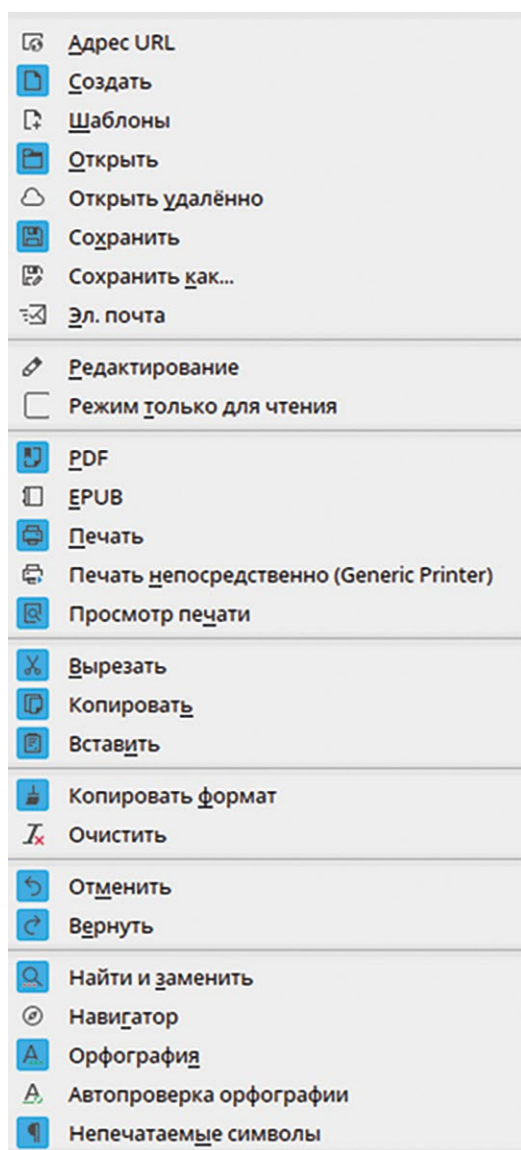 Адрес URL
Создать
Шаблоны
Открыть
Открыть удалённо
Сохранить
Сохранить как...
Эл. почта
Редактирование
Режим только для чтения
PDF
EPUB
Печать
Печать непосредственно (Generic Printer)
Просмотр печати
Вырезать
Копировать
Вставить
Копировать формат
Очистить
Отменить
Вернуть
Найти и заменить
Навигатор
Орфография
Автопроверка орфографии
Непечатаемые символы